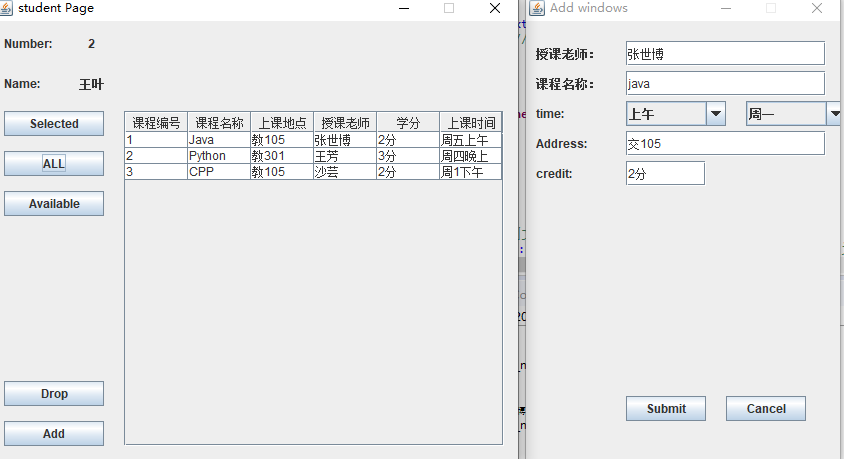 student Page
Number: 2
Name: 王叶
Selected
ALL
Available
Drop
Add
课程编号 课程名称 上课地点 授课老师 学分 上课时间
1 Java 教105 张世博 2分 周五上午
2 Python 教301 王芳 3分 周四晚上
3 CPP 教105 沙芸 2分 周1下午
Add windows
授课老师： 张世博
课程名称： java
time: 上午 周一
Address: 交105
credit: 2分
Submit Cancel